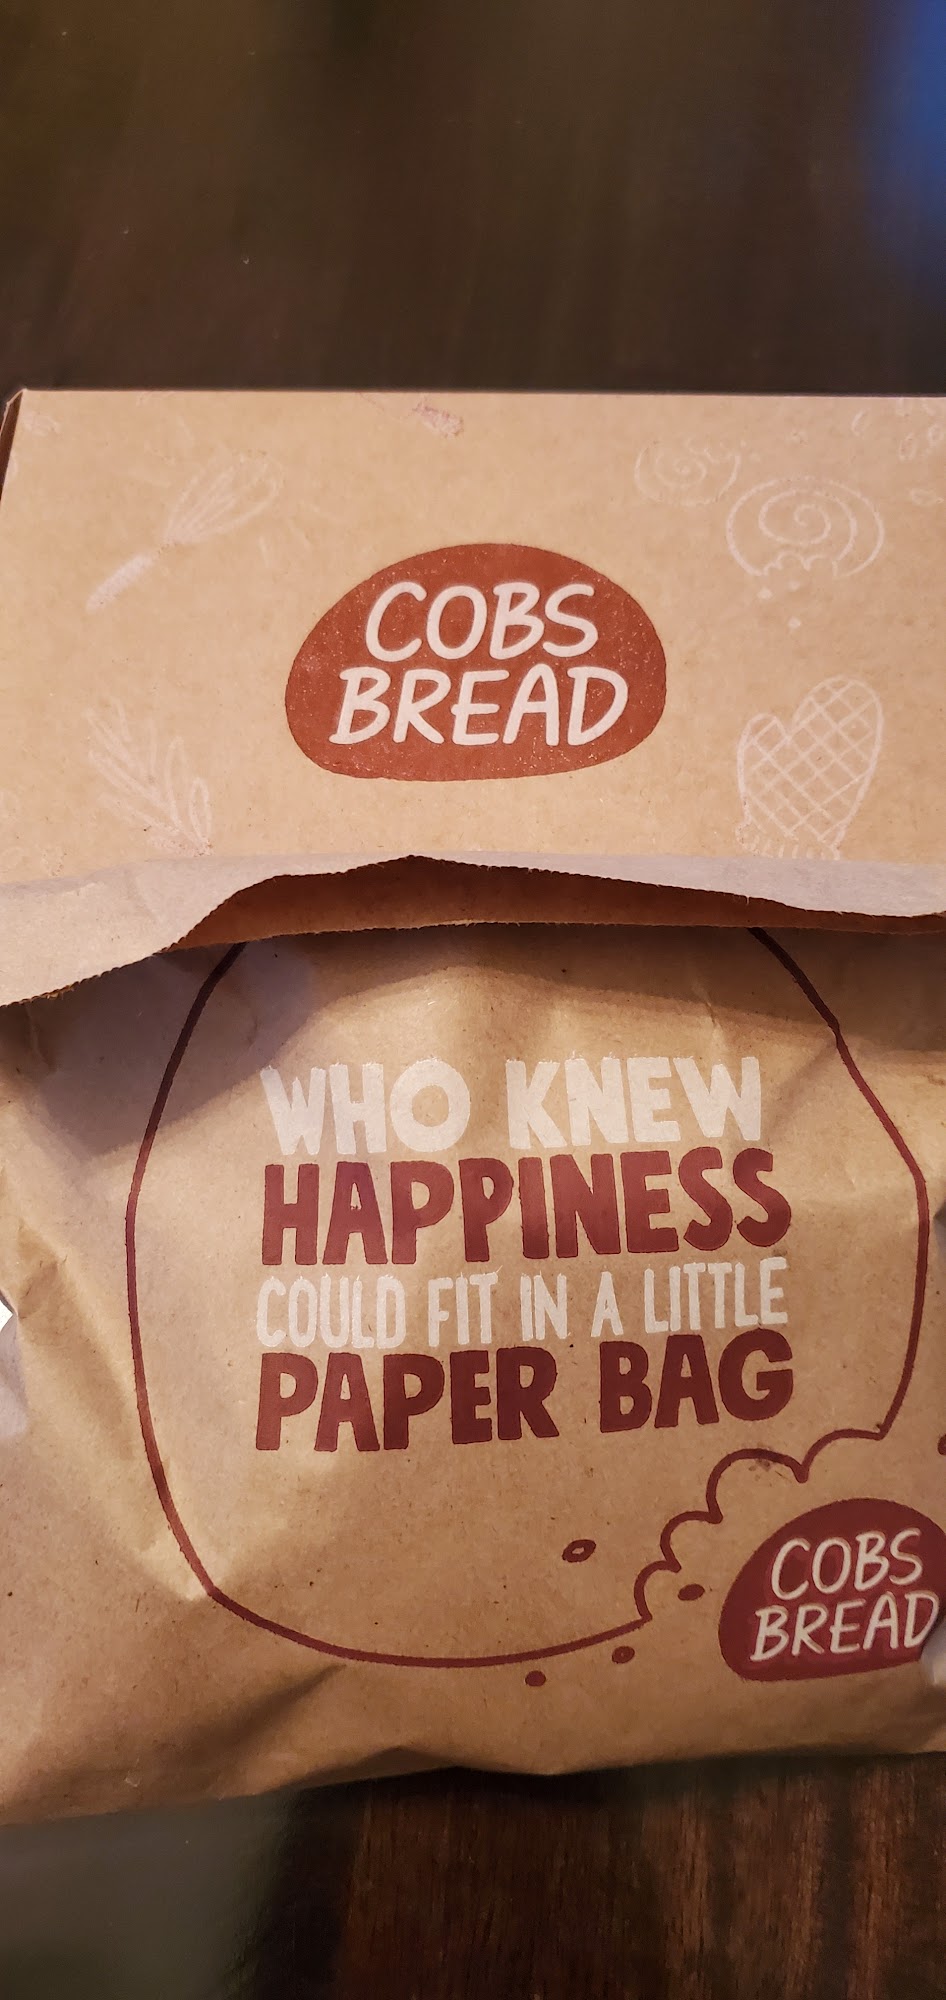 COBS
BREAD
WHO KNEW
HAPPINESS
COULD FIT IN A LITTLE
PAPER BAG
COBS
BREAD